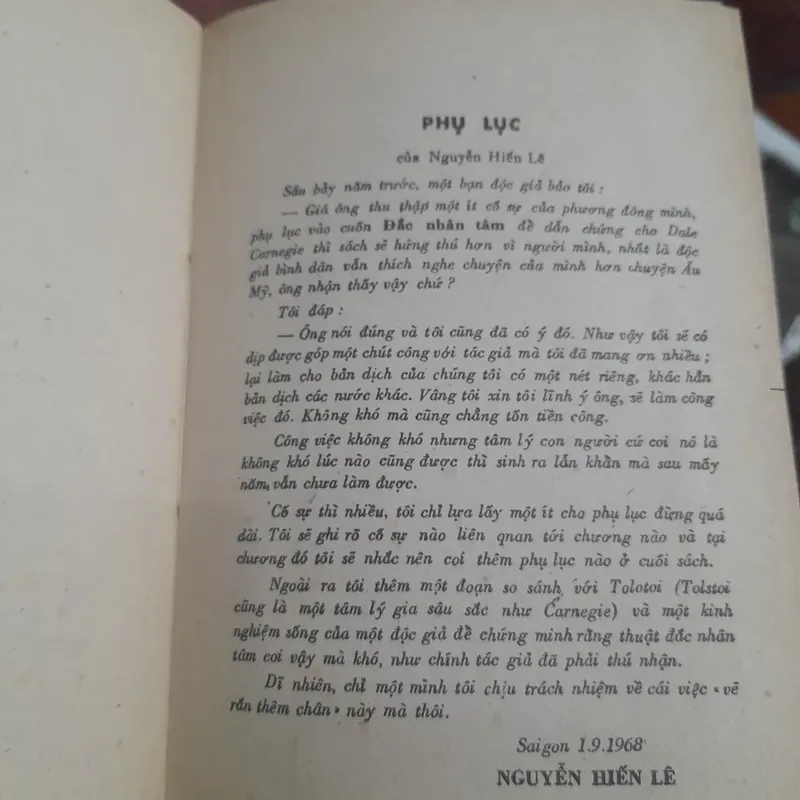 PHỤ LỤC
của Nguyễn Hiến Lê
Sáu bảy năm trước, một bạn độc giả bảo tôi :
— Giá ông thu thập một ít cố sự của phương đông mình,
phụ lục vào cuốn Đắc nhân tâm để dẫn chứng cho Dale
Carnegie thì sách sẽ hứng thú hơn vì người mình, nhất là độc
giả bình dân vẫn thích nghe chuyện của mình hơn chuyện Âu
Mỹ, ông nhận thấy vậy chứ ?
Tôi đáp :
— Ông nói đúng và tôi cũng đã có ý đó. Như vậy tôi sẽ có
dịp được góp một chút công với tác giả mà tôi đã mang ơn nhiều ;
lại làm cho bản dịch của chúng tôi có một nét riêng, khác hẳn
bản dịch các nước khác. Vâng tôi xin tôi lĩnh ý ông, sẽ làm công
việc đó. Không khó mà cũng chẳng tốn tiền công.
Công việc không khó nhưng tâm lý con người cứ coi nó là
không khó lúc nào cũng được thì sinh ra lẩn khẩn mà sau mấy
năm vẫn chưa làm được.
Cố sự thì nhiều, tôi chỉ lựa lấy một ít cho phụ lục đừng quá
dài. Tôi sẽ ghi rõ cố sự nào liên quan tới chương nào và tại
chương đó tôi sẽ nhắc nên coi thêm phụ lục nào ở cuối sách.
Ngoài ra tôi thêm một đoạn so sánh với Tolotoi (Tolstoi
cũng là một tâm lý gia sâu sắc như Carnegie) và một kinh
nghiệm sống của một độc giả để chứng minh rằng thuật đắc nhân
tâm coi vậy mà khó, như chính tác giả đã phải thú nhận.
Dĩ nhiên, chỉ một mình tôi chịu trách nhiệm về cái việc «vẽ
rắn thêm chân» này mà thôi.
Saigon 1.9.1968
NGUYỄN HIẾN LÊ